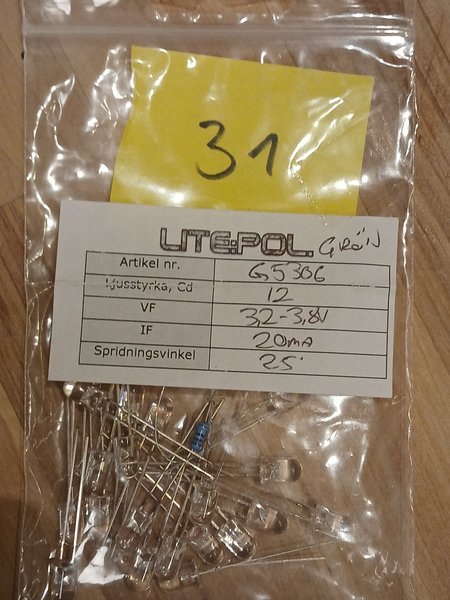 31
LITE:POL. GRÖN
Artikel nr. G5306
Ljusstyrka, Cd 12
VF 3,2-3,8V
IF 20mA
Spridningsvinkel 25°